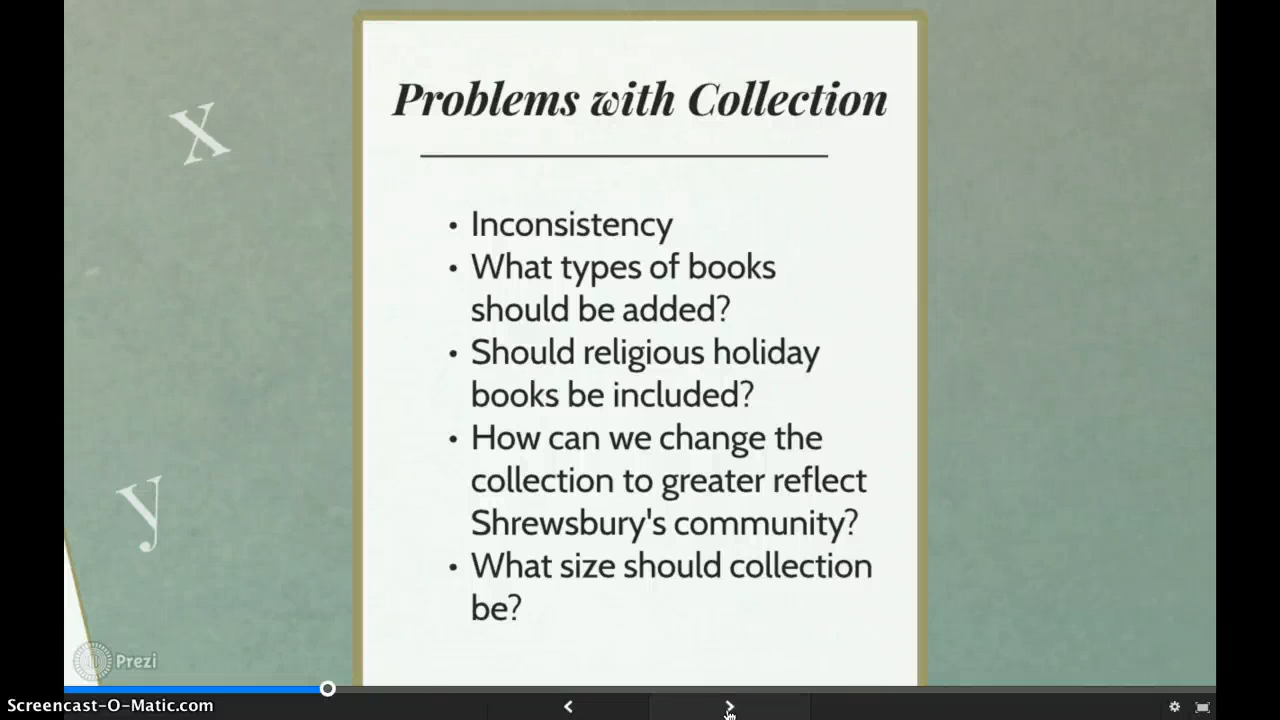 Problems with Collection
x
• Inconsistency
• What types of books
should be added?
• Should religious holiday
books be included?
• How can we change the
collection to greater reflect
Shrewsbury's community?
• What size should collection
be?
y
Prezi
Screencast-O-Matic.com